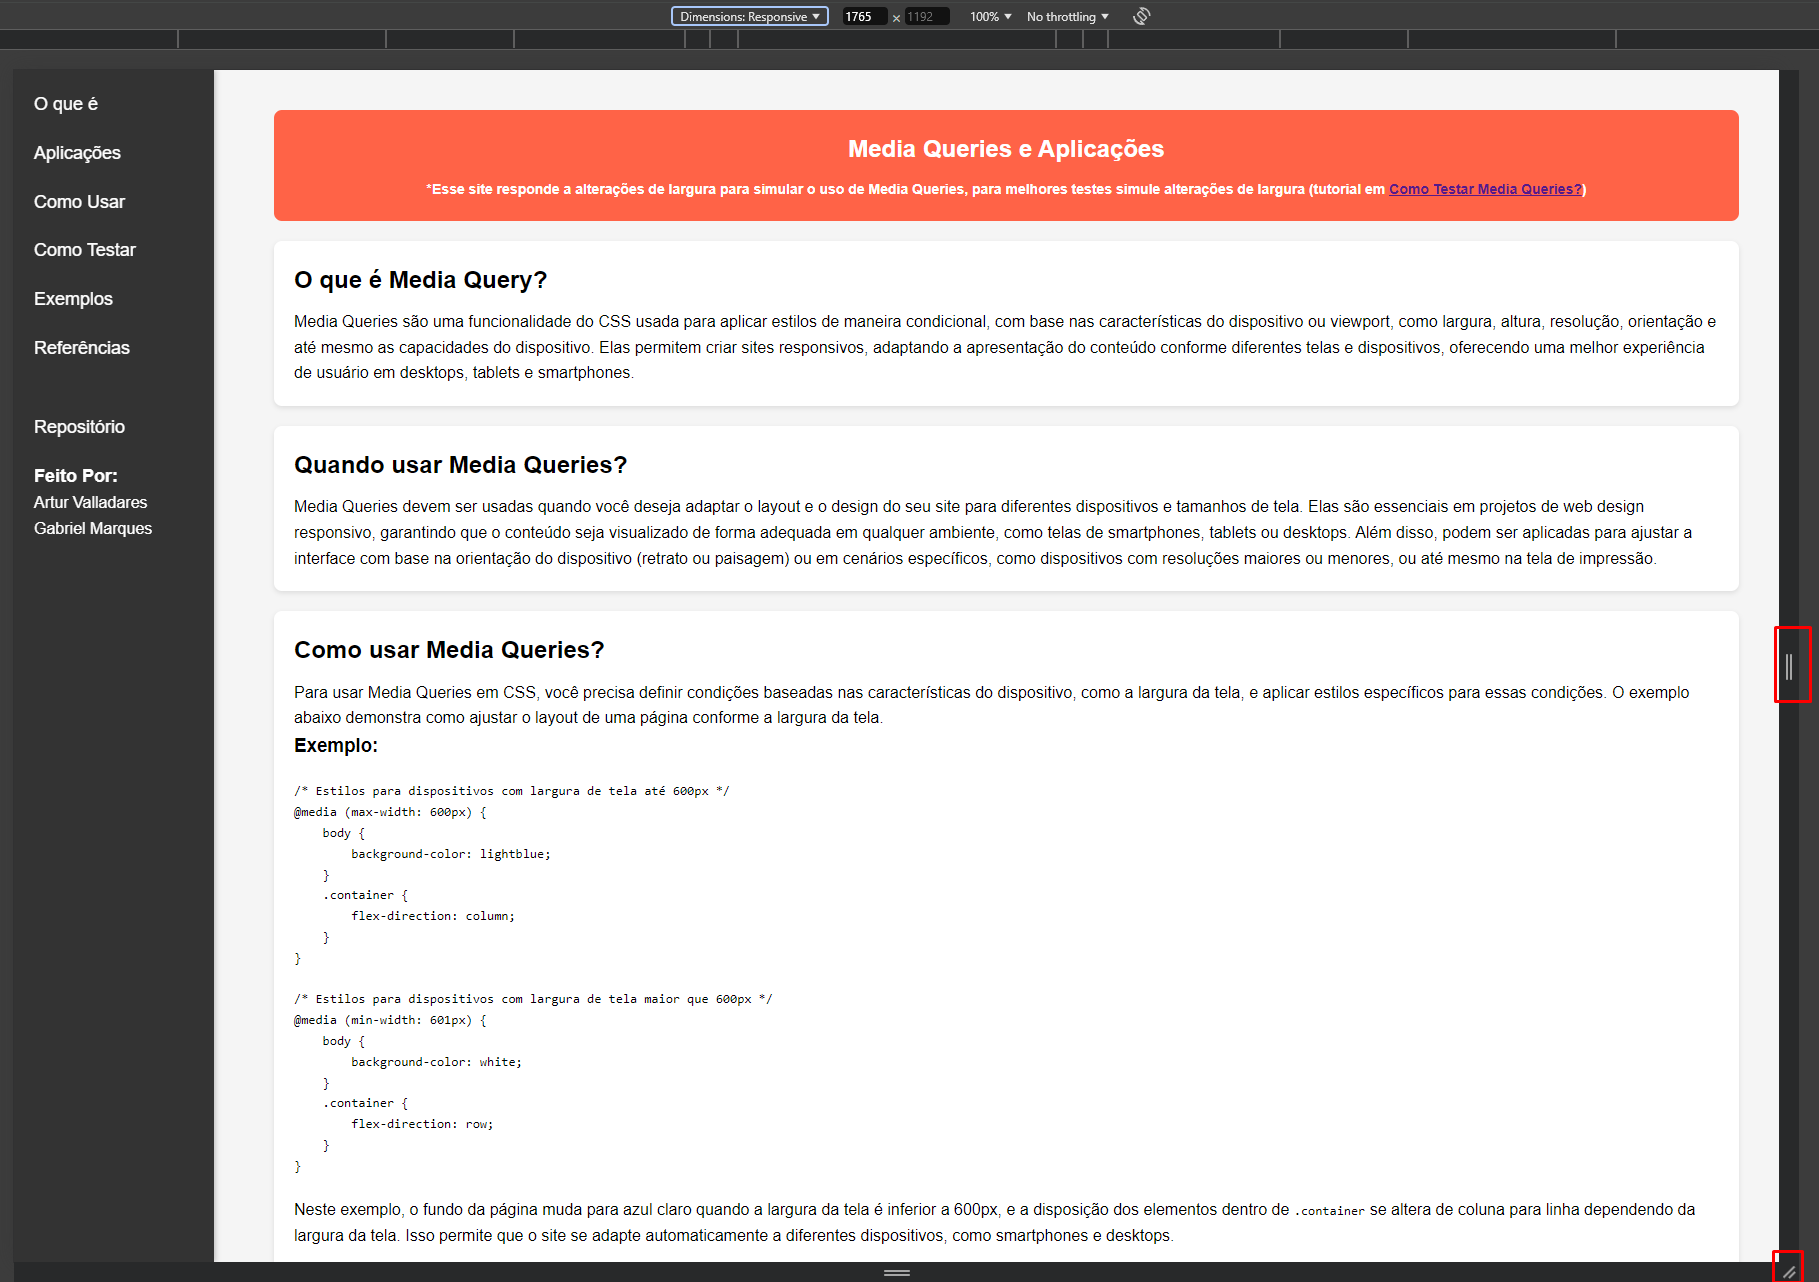 Dimensions: Responsive ▼ 1765 × 1192 100% ▼ No throttling ▼
O que é
Aplicações
Como Usar
Como Testar
Exemplos
Referências
Repositório
Feito Por:
Artur Valladares
Gabriel Marques
Media Queries e Aplicações
*Esse site responde a alterações de largura para simular o uso de Media Queries, para melhores testes simule alterações de largura (tutorial em Como Testar Media Queries?)
O que é Media Query?
Media Queries são uma funcionalidade do CSS usada para aplicar estilos de maneira condicional, com base nas características do dispositivo ou viewport, como largura, altura, resolução, orientação e
até mesmo as capacidades do dispositivo. Elas permitem criar sites responsivos, adaptando a apresentação do conteúdo conforme diferentes telas e dispositivos, oferecendo uma melhor experiência
de usuário em desktops, tablets e smartphones.
Quando usar Media Queries?
Media Queries devem ser usadas quando você deseja adaptar o layout e o design do seu site para diferentes dispositivos e tamanhos de tela. Elas são essenciais em projetos de web design
responsivo, garantindo que o conteúdo seja visualizado de forma adequada em qualquer ambiente, como telas de smartphones, tablets ou desktops. Além disso, podem ser aplicadas para ajustar a
interface com base na orientação do dispositivo (retrato ou paisagem) ou em cenários específicos, como dispositivos com resoluções maiores ou menores, ou até mesmo na tela de impressão.
Como usar Media Queries?
Para usar Media Queries em CSS, você precisa definir condições baseadas nas características do dispositivo, como a largura da tela, e aplicar estilos específicos para essas condições. O exemplo
abaixo demonstra como ajustar o layout de uma página conforme a largura da tela.
Exemplo:
/* Estilos para dispositivos com largura de tela até 600px */
@media (max-width: 600px) {
body {
background-color: lightblue;
}
.container {
flex-direction: column;
}
}
/* Estilos para dispositivos com largura de tela maior que 600px */
@media (min-width: 601px) {
body {
background-color: white;
}
.container {
flex-direction: row;
}
}
Neste exemplo, o fundo da página muda para azul claro quando a largura da tela é inferior a 600px, e a disposição dos elementos dentro de .container se altera de coluna para linha dependendo da
largura da tela. Isso permite que o site se adapte automaticamente a diferentes dispositivos, como smartphones e desktops.